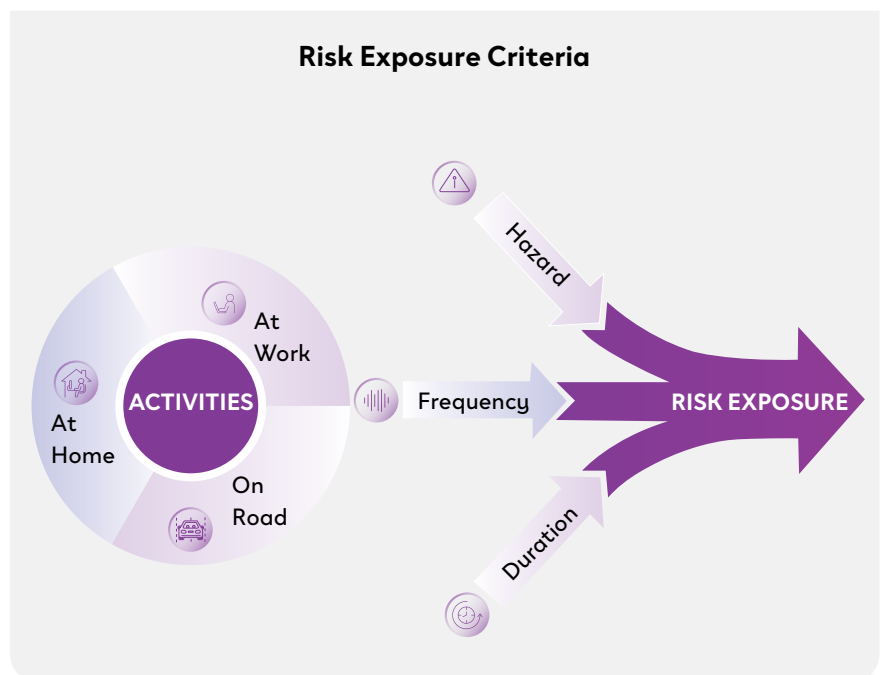 Risk Exposure Criteria
At
Work
At
Home
ACTIVITIES
On
Road
Hazard
Frequency
Duration
RISK EXPOSURE